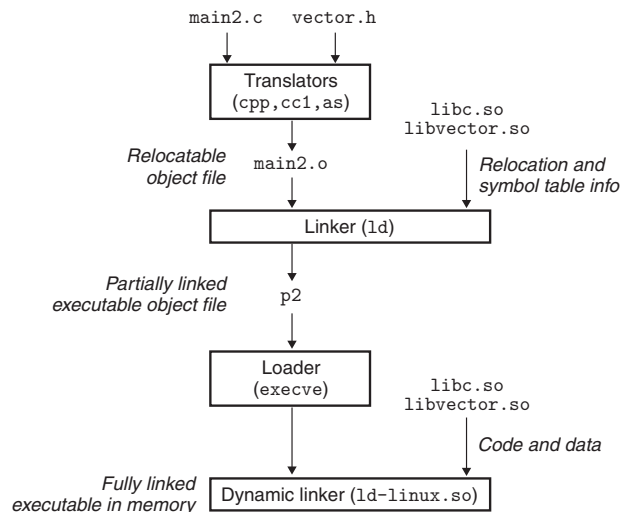 main2.c vector.h
Translators
(cpp,cc1,as)
libc.so
libvector.so
Relocatable
object file
main2.o
Relocation and
symbol table info
Linker (ld)
Partially linked
executable object file
p2
Loader
(execve)
libc.so
libvector.so
Code and data
Fully linked
executable in memory
Dynamic linker (ld-linux.so)